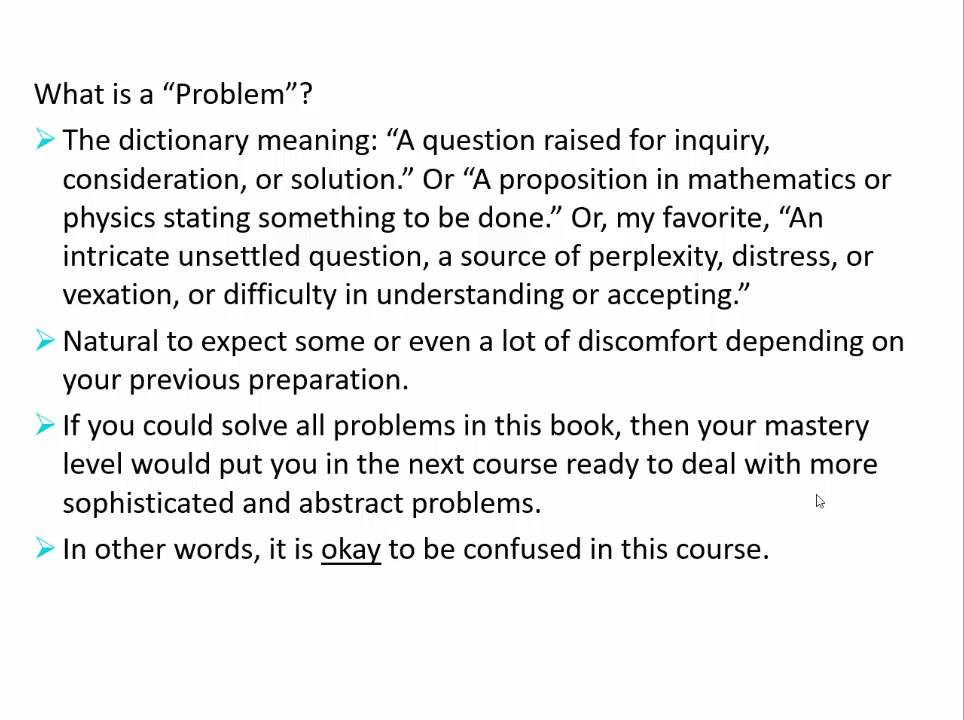 What is a “Problem”?
The dictionary meaning: “A question raised for inquiry,
consideration, or solution.” Or “A proposition in mathematics or
physics stating something to be done.” Or, my favorite, “An
intricate unsettled question, a source of perplexity, distress, or
vexation, or difficulty in understanding or accepting.”
Natural to expect some or even a lot of discomfort depending on
your previous preparation.
If you could solve all problems in this book, then your mastery
level would put you in the next course ready to deal with more
sophisticated and abstract problems.
In other words, it is okay to be confused in this course.